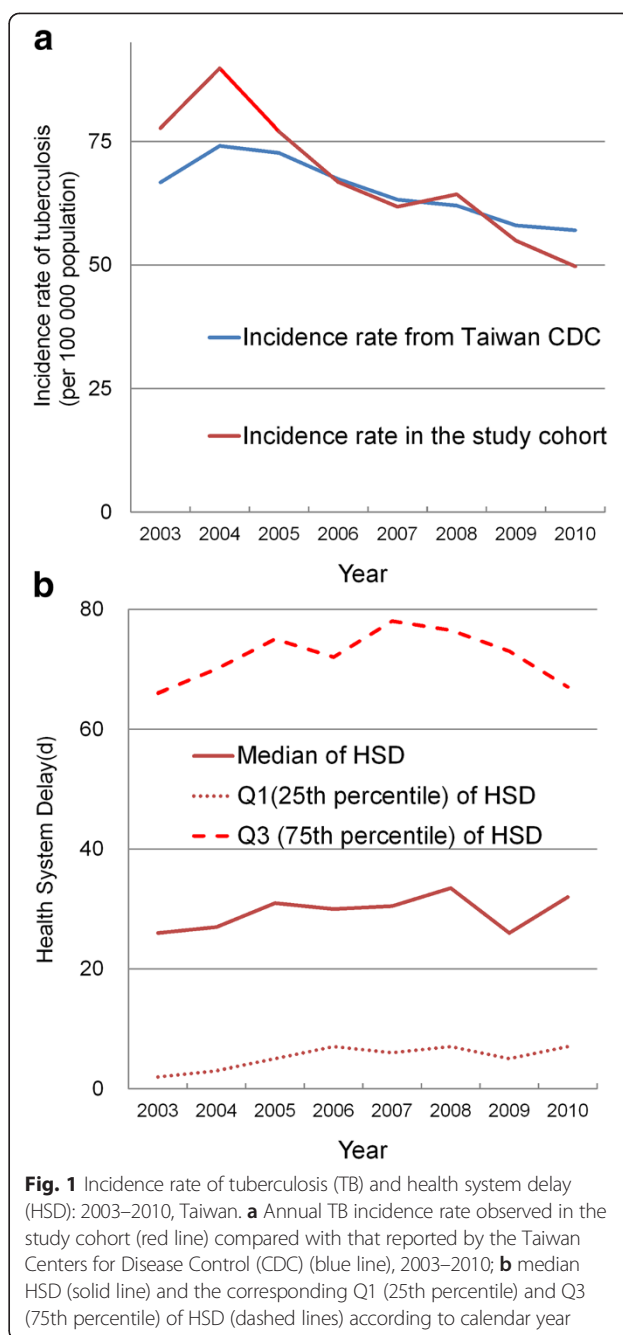 a
75
50
25
0
Incidence rate of tuberculosis
(per 100 000 population)
Incidence rate from Taiwan CDC
Incidence rate in the study cohort
2003 2004 2005 2006 2007 2008 2009 2010
Year
b
80
60
40
20
0
Health System Delay(d)
Median of HSD
Q1(25th percentile) of HSD
Q3 (75th percentile) of HSD
2003 2004 2005 2006 2007 2008 2009 2010
Year
Fig. 1 Incidence rate of tuberculosis (TB) and health system delay
(HSD): 2003–2010, Taiwan. a Annual TB incidence rate observed in the
study cohort (red line) compared with that reported by the Taiwan
Centers for Disease Control (CDC) (blue line), 2003–2010; b median
HSD (solid line) and the corresponding Q1 (25th percentile) and Q3
(75th percentile) of HSD (dashed lines) according to calendar year